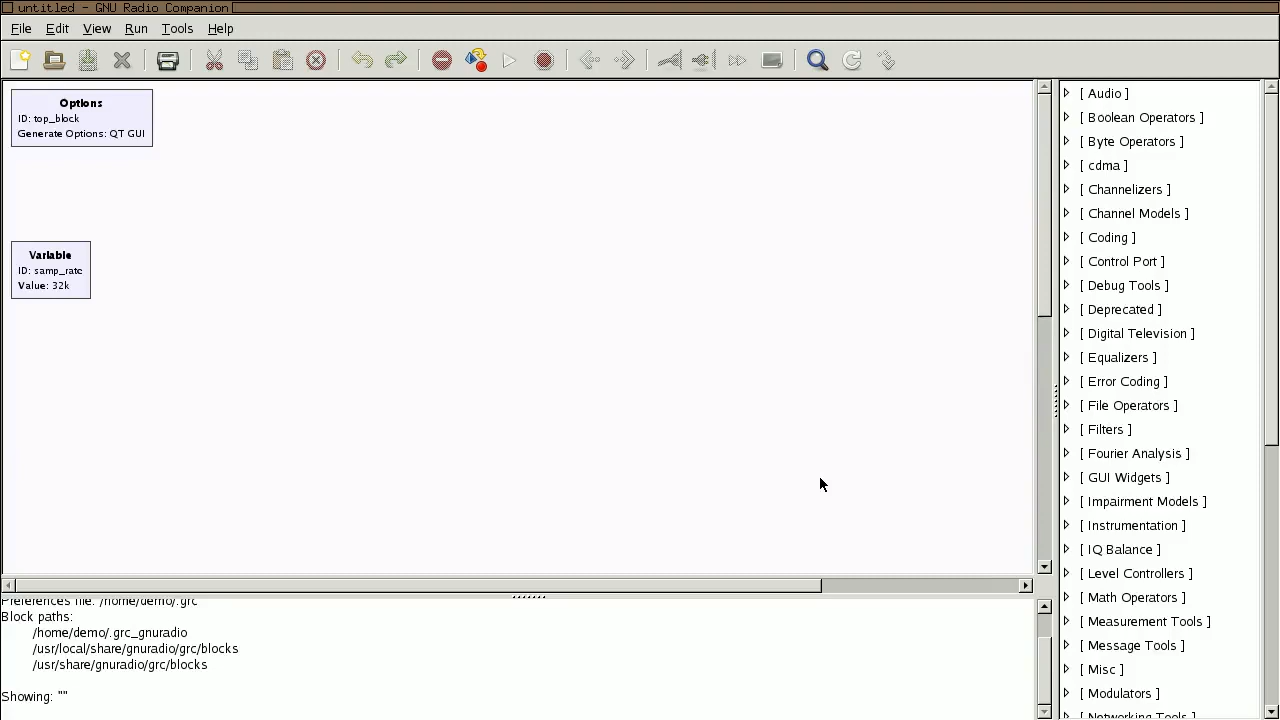 untitled - GNU Radio Companion
File Edit View Run Tools Help
Options
ID: top_block
Generate Options: QT GUI
Variable
ID: samp_rate
Value: 32k
[ Audio ]
[ Boolean Operators ]
[ Byte Operators ]
[ cdma ]
[ Channelizers ]
[ Channel Models ]
[ Coding ]
[ Control Port ]
[ Debug Tools ]
[ Deprecated ]
[ Digital Television ]
[ Equalizers ]
[ Error Coding ]
[ File Operators ]
[ Filters ]
[ Fourier Analysis ]
[ GUI Widgets ]
[ Impairment Models ]
[ Instrumentation ]
[ IQ Balance ]
[ Level Controllers ]
[ Math Operators ]
[ Measurement Tools ]
[ Message Tools ]
[ Misc ]
[ Modulators ]
[ Networking Tools ]
Preferences file: /home/demo/.grc
Block paths:
/home/demo/.grc_gnuradio
/usr/local/share/gnuradio/grc/blocks
/usr/share/gnuradio/grc/blocks
Showing: ""